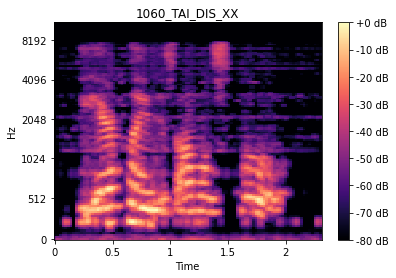 1060_TAI_DIS_XX
+0 dB
8192
-10 dB
4096
-20 dB
-30 dB
2048
Hz
-40 dB
1024
-50 dB
512
-60 dB
-70 dB
0
-80 dB
0 0.5 1 1.5 2
Time